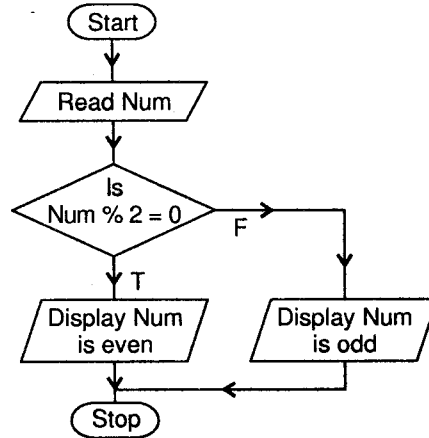 Start
Read Num
Is
Num % 2 = 0
F
T
Display Num
is even
Display Num
is odd
Stop